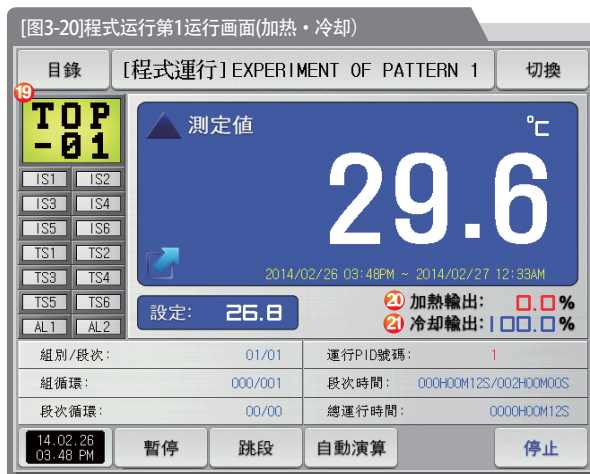 [图3-20]程式运行第1运行画面(加热・冷却)
目錄 [程式運行]EXPERIMENT OF PATTERN 1 切換
19
TOP
-01
測定值 ℃
29.6
IS1 IS2
IS3 IS4
IS5 IS6
TS1 TS2
TS3 TS4
TS5 TS6
AL1 AL2
2014/02/26 03:48PM ~ 2014/02/27 12:33AM
設定: 26.8
20 加熱輸出: 0.0%
21 冷却輸出: 100.0%
組別/段次: 01/01 運行PID號碼: 1
組循環: 000/001 段次時間: 000H00M12S/002H00M00S
段次循環: 00/00 總運行時間: 0000H00M12S
14.02.26
03:48 PM
暫停 跳段 自動演算 停止